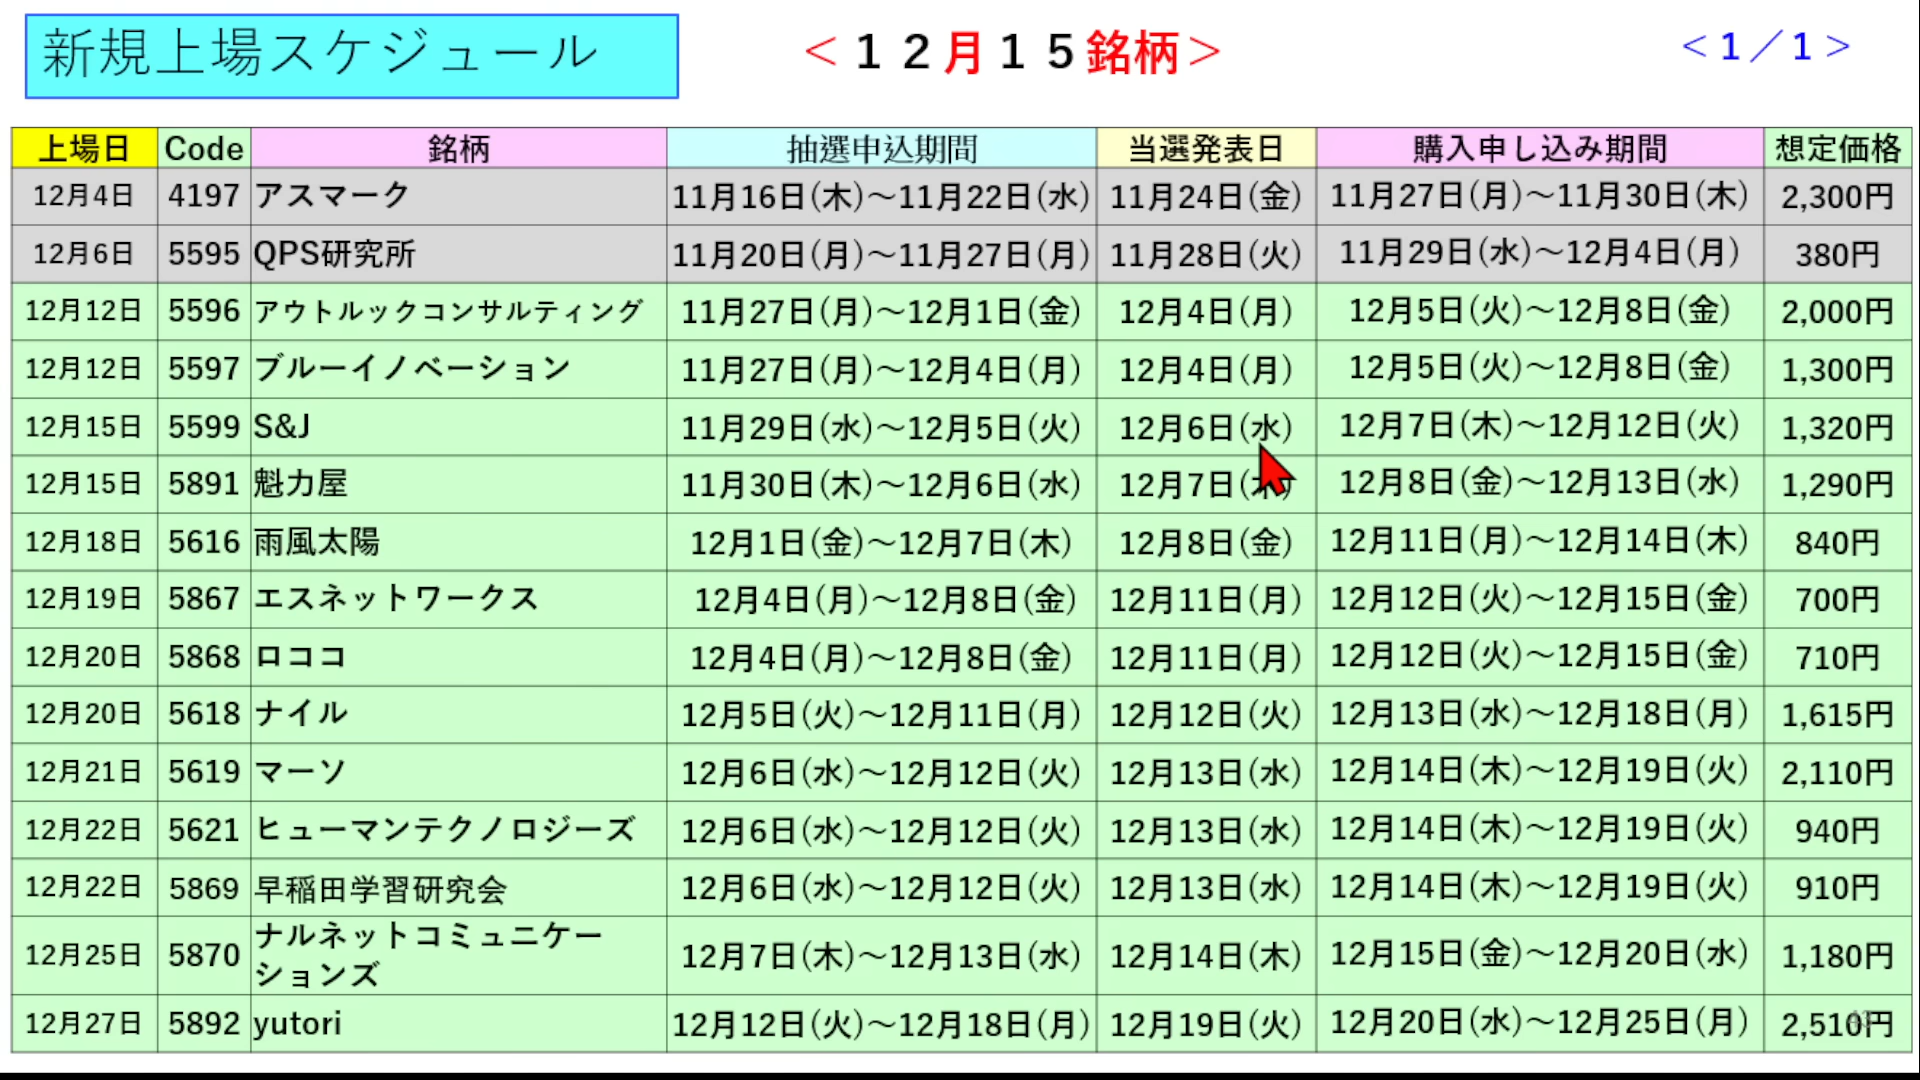 新規上場スケジュール
＜１２月１５銘柄＞
＜１／１＞
上場日 Code 銘柄 抽選申込期間 当選発表日 購入申し込み期間 想定価格
12月4日 4197 アスマーク 11月16日(木)～11月22日(水) 11月24日(金) 11月27日(月)～11月30日(木) 2,300円
12月6日 5595 QPS研究所 11月20日(月)～11月27日(月) 11月28日(火) 11月29日(水)～12月4日(月) 380円
12月12日 5596 アウトルックコンサルティング 11月27日(月)～12月1日(金) 12月4日(月) 12月5日(火)～12月8日(金) 2,000円
12月12日 5597 ブルーイノベーション 11月27日(月)～12月4日(月) 12月4日(月) 12月5日(火)～12月8日(金) 1,300円
12月15日 5599 S&J 11月29日(水)～12月5日(火) 12月6日(水) 12月7日(木)～12月12日(火) 1,320円
12月15日 5891 魁力屋 11月30日(木)～12月6日(水) 12月7日(木) 12月8日(金)～12月13日(水) 1,290円
12月18日 5616 雨風太陽 12月1日(金)～12月7日(木) 12月8日(金) 12月11日(月)～12月14日(木) 840円
12月19日 5867 エスネットワークス 12月4日(月)～12月8日(金) 12月11日(月) 12月12日(火)～12月15日(金) 700円
12月20日 5868 ロココ 12月4日(月)～12月8日(金) 12月11日(月) 12月12日(火)～12月15日(金) 710円
12月20日 5618 ナイル 12月5日(火)～12月11日(月) 12月12日(火) 12月13日(水)～12月18日(月) 1,615円
12月21日 5619 マーソ 12月6日(水)～12月12日(火) 12月13日(水) 12月14日(木)～12月19日(火) 2,110円
12月22日 5621 ヒューマンテクノロジーズ 12月6日(水)～12月12日(火) 12月13日(水) 12月14日(木)～12月19日(火) 940円
12月22日 5869 早稲田学習研究会 12月6日(水)～12月12日(火) 12月13日(水) 12月14日(木)～12月19日(火) 910円
12月25日 5870 ナルネットコミュニケー
ションズ 12月7日(木)～12月13日(水) 12月14日(木) 12月15日(金)～12月20日(水) 1,180円
12月27日 5892 yutori 12月12日(火)～12月18日(月) 12月19日(火) 12月20日(水)～12月25日(月) 2,510円